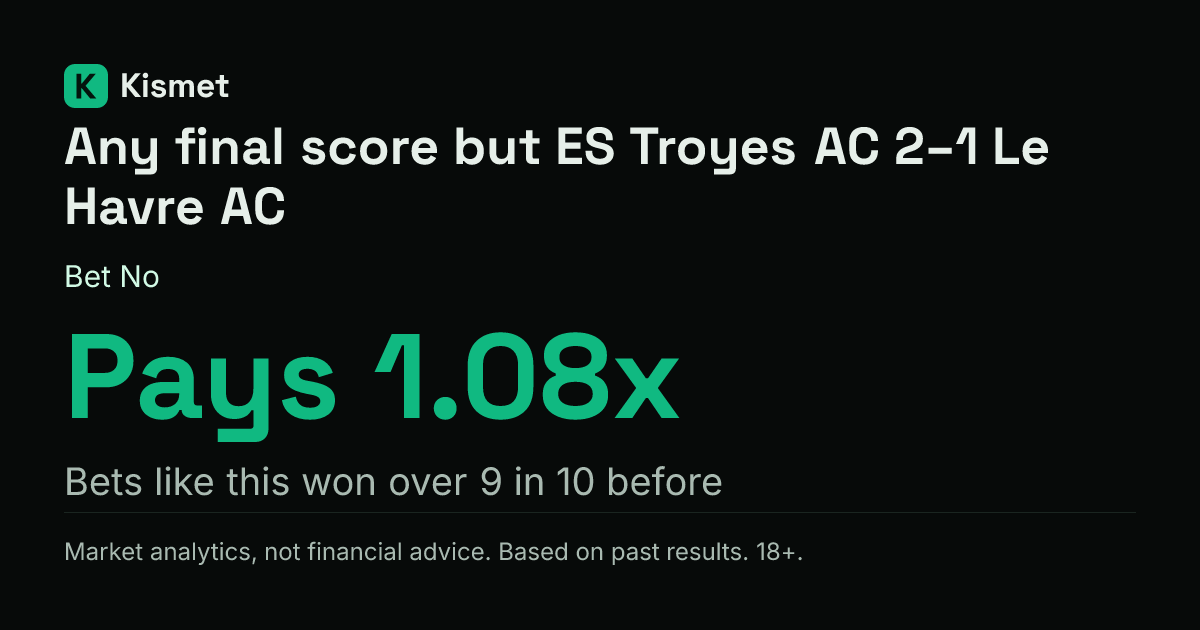 K Kismet
Any final score but ES Troyes AC 2–1 Le
Havre AC
Bet No
Pays 1.08x
Bets like this won over 9 in 10 before
Market analytics, not financial advice. Based on past results. 18+.